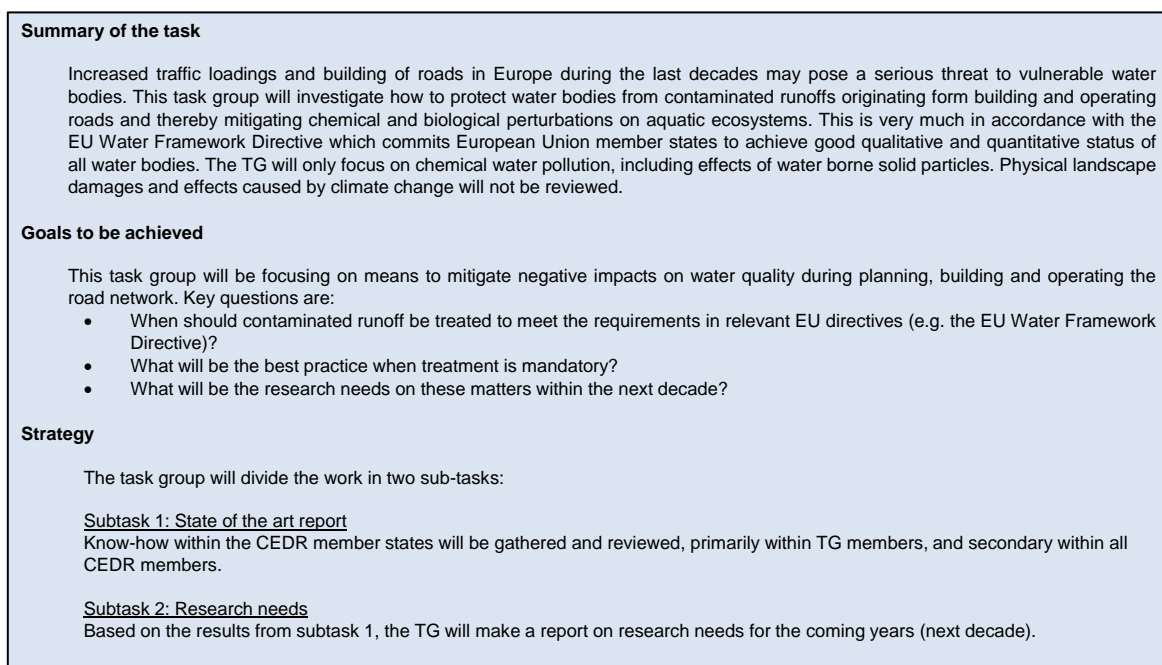 Summary of the task
Increased traffic loadings and building of roads in Europe during the last decades may pose a serious threat to vulnerable water
bodies. This task group will investigate how to protect water bodies from contaminated runoffs originating form building and operating
roads and thereby mitigating chemical and biological perturbations on aquatic ecosystems. This is very much in accordance with the
EU Water Framework Directive which commits European Union member states to achieve good qualitative and quantitative status of
all water bodies. The TG will only focus on chemical water pollution, including effects of water borne solid particles. Physical landscape
damages and effects caused by climate change will not be reviewed.
Goals to be achieved
This task group will be focusing on means to mitigate negative impacts on water quality during planning, building and operating the
road network. Key questions are:
• When should contaminated runoff be treated to meet the requirements in relevant EU directives (e.g. the EU Water Framework
Directive)?
• What will be the best practice when treatment is mandatory?
• What will be the research needs on these matters within the next decade?
Strategy
The task group will divide the work in two sub-tasks:
Subtask 1: State of the art report
Know-how within the CEDR member states will be gathered and reviewed, primarily within TG members, and secondary within all
CEDR members.
Subtask 2: Research needs
Based on the results from subtask 1, the TG will make a report on research needs for the coming years (next decade).